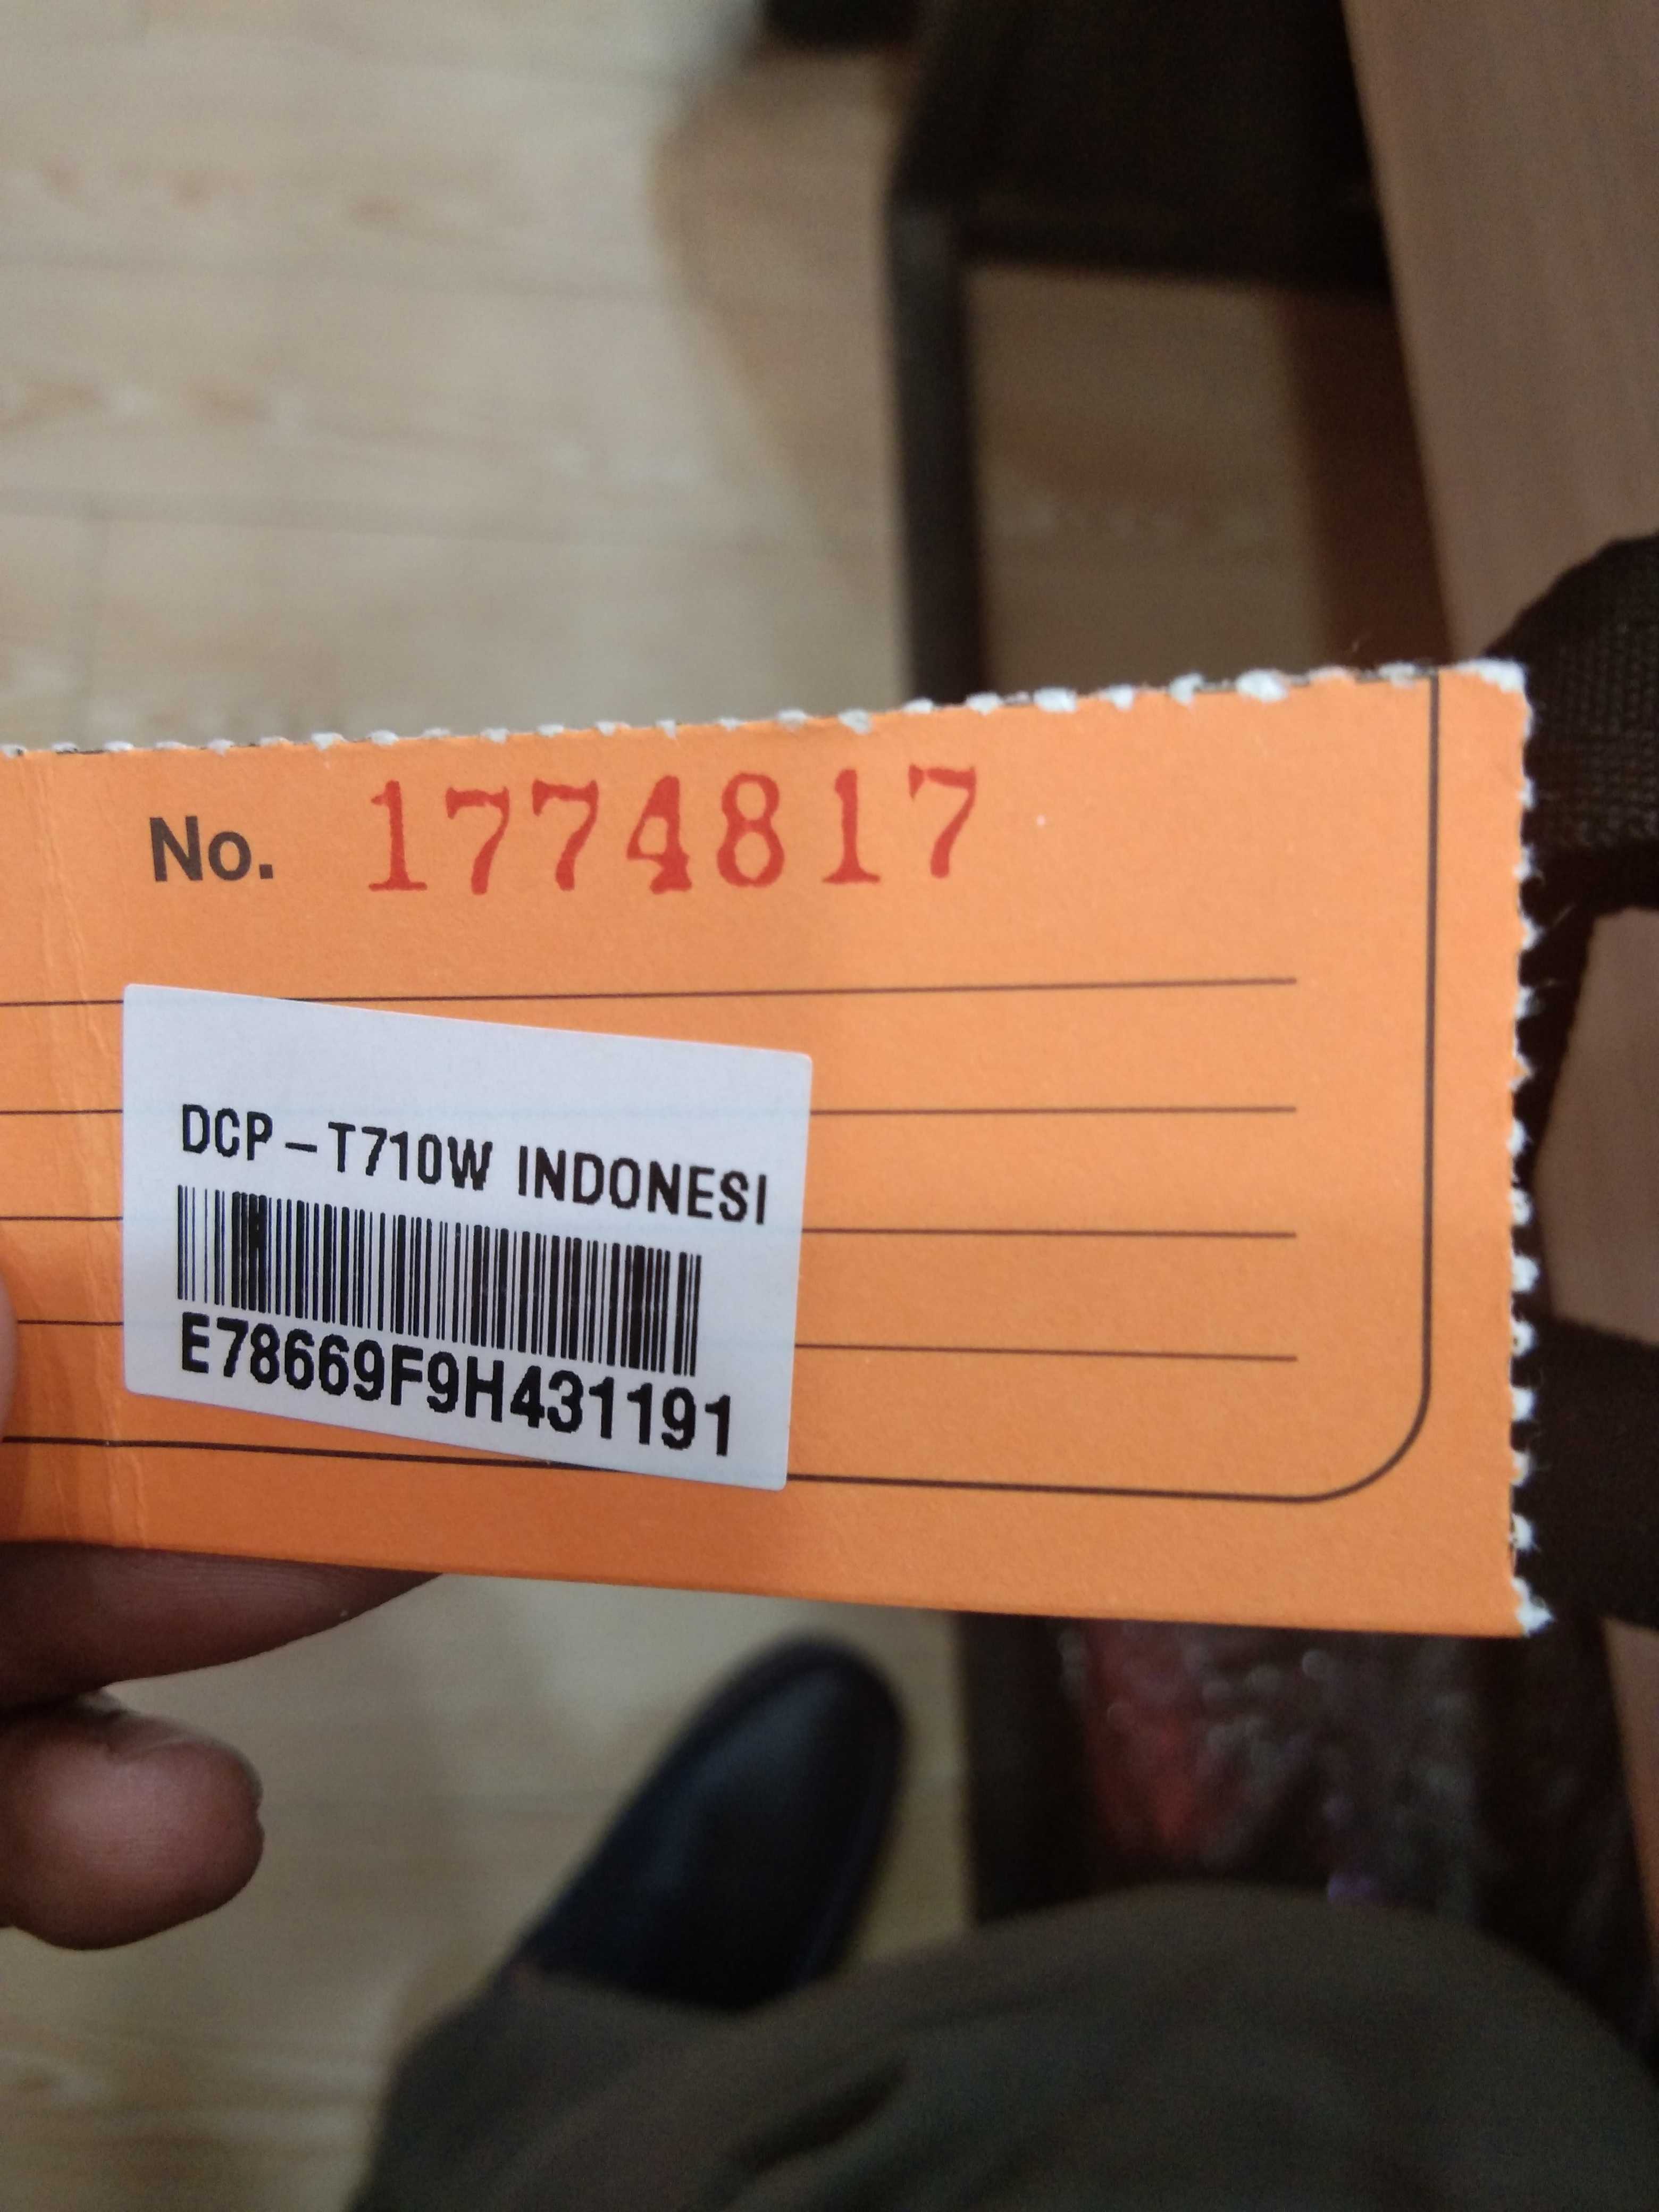 No. 1774817
DCP-T710W INDONESI
E78669F9H431191